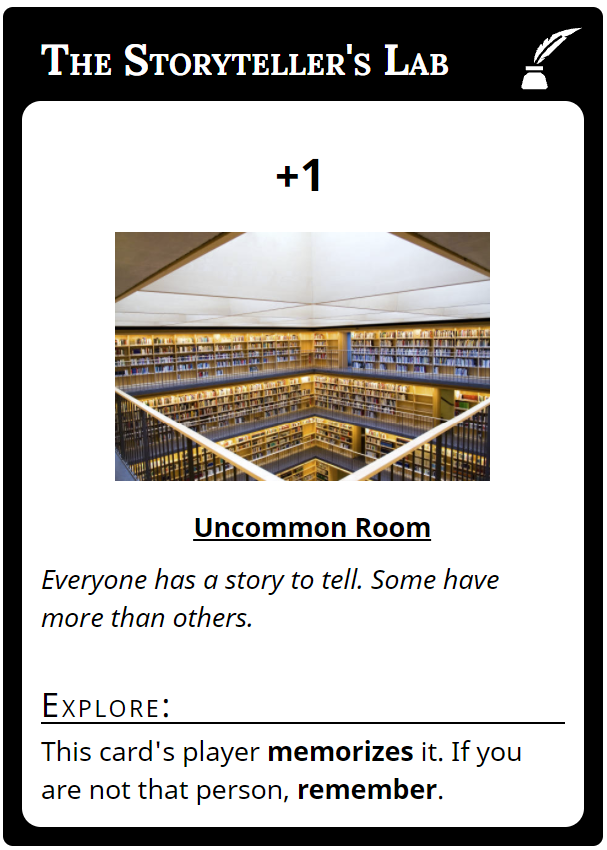 The Storyteller's Lab
+1
Uncommon Room
Everyone has a story to tell. Some have
more than others.
Explore:
This card's player memorizes it. If you
are not that person, remember.